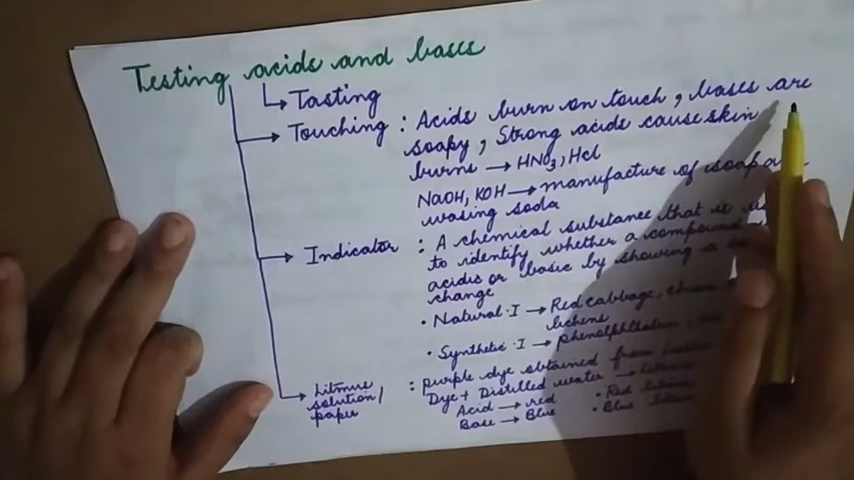 Testing acids and bases
Tasting
Touching : Acids burn on touch, bases are
soapy, Strong acids cause skin
burns → HNO3, Hcl
NaOH, KOH → manufacture of soap
wasing soda
Indicator : A chemical substance that is
to identify whether a compound
acidic or basic by showing a
change
• Natural I → Red cabbage,
lichens
• Synthetic I → phenolphthalein,
Litmus
solution/
paper
: purple dye obtained from
Dye + Distilled water →
Acid → red
Base → Blue
• Red
• Blue